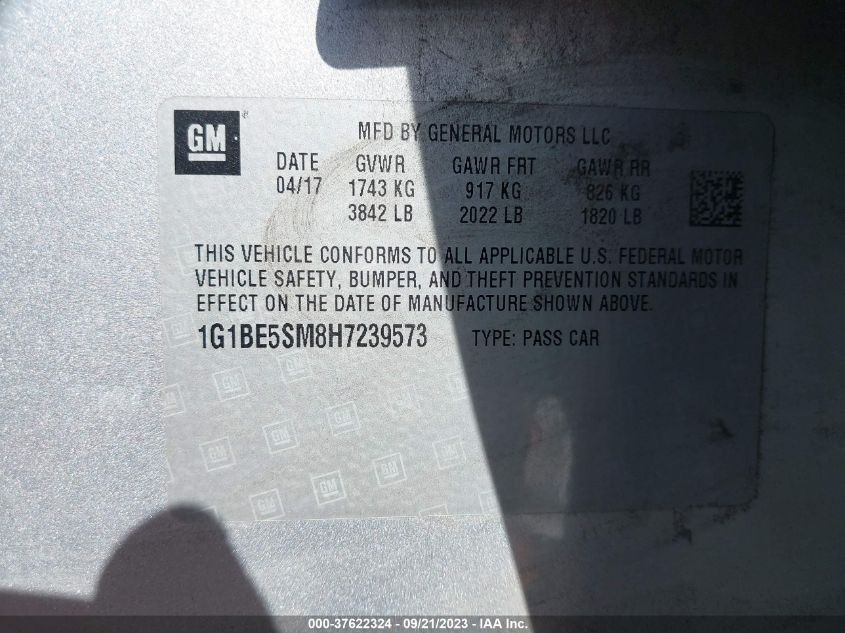 GM ®
MFD BY GENERAL MOTORS LLC
DATE GVWR GAWR FRT GAWR RR
04/17 1743 KG 917 KG 826 KG
3842 LB 2022 LB 1820 LB
THIS VEHICLE CONFORMS TO ALL APPLICABLE U.S. FEDERAL MOTOR
VEHICLE SAFETY, BUMPER, AND THEFT PREVENTION STANDARDS IN
EFFECT ON THE DATE OF MANUFACTURE SHOWN ABOVE.
1G1BE5SM8H7239573 TYPE: PASS CAR
000-37622324 - 09/21/2023 - IAA Inc.